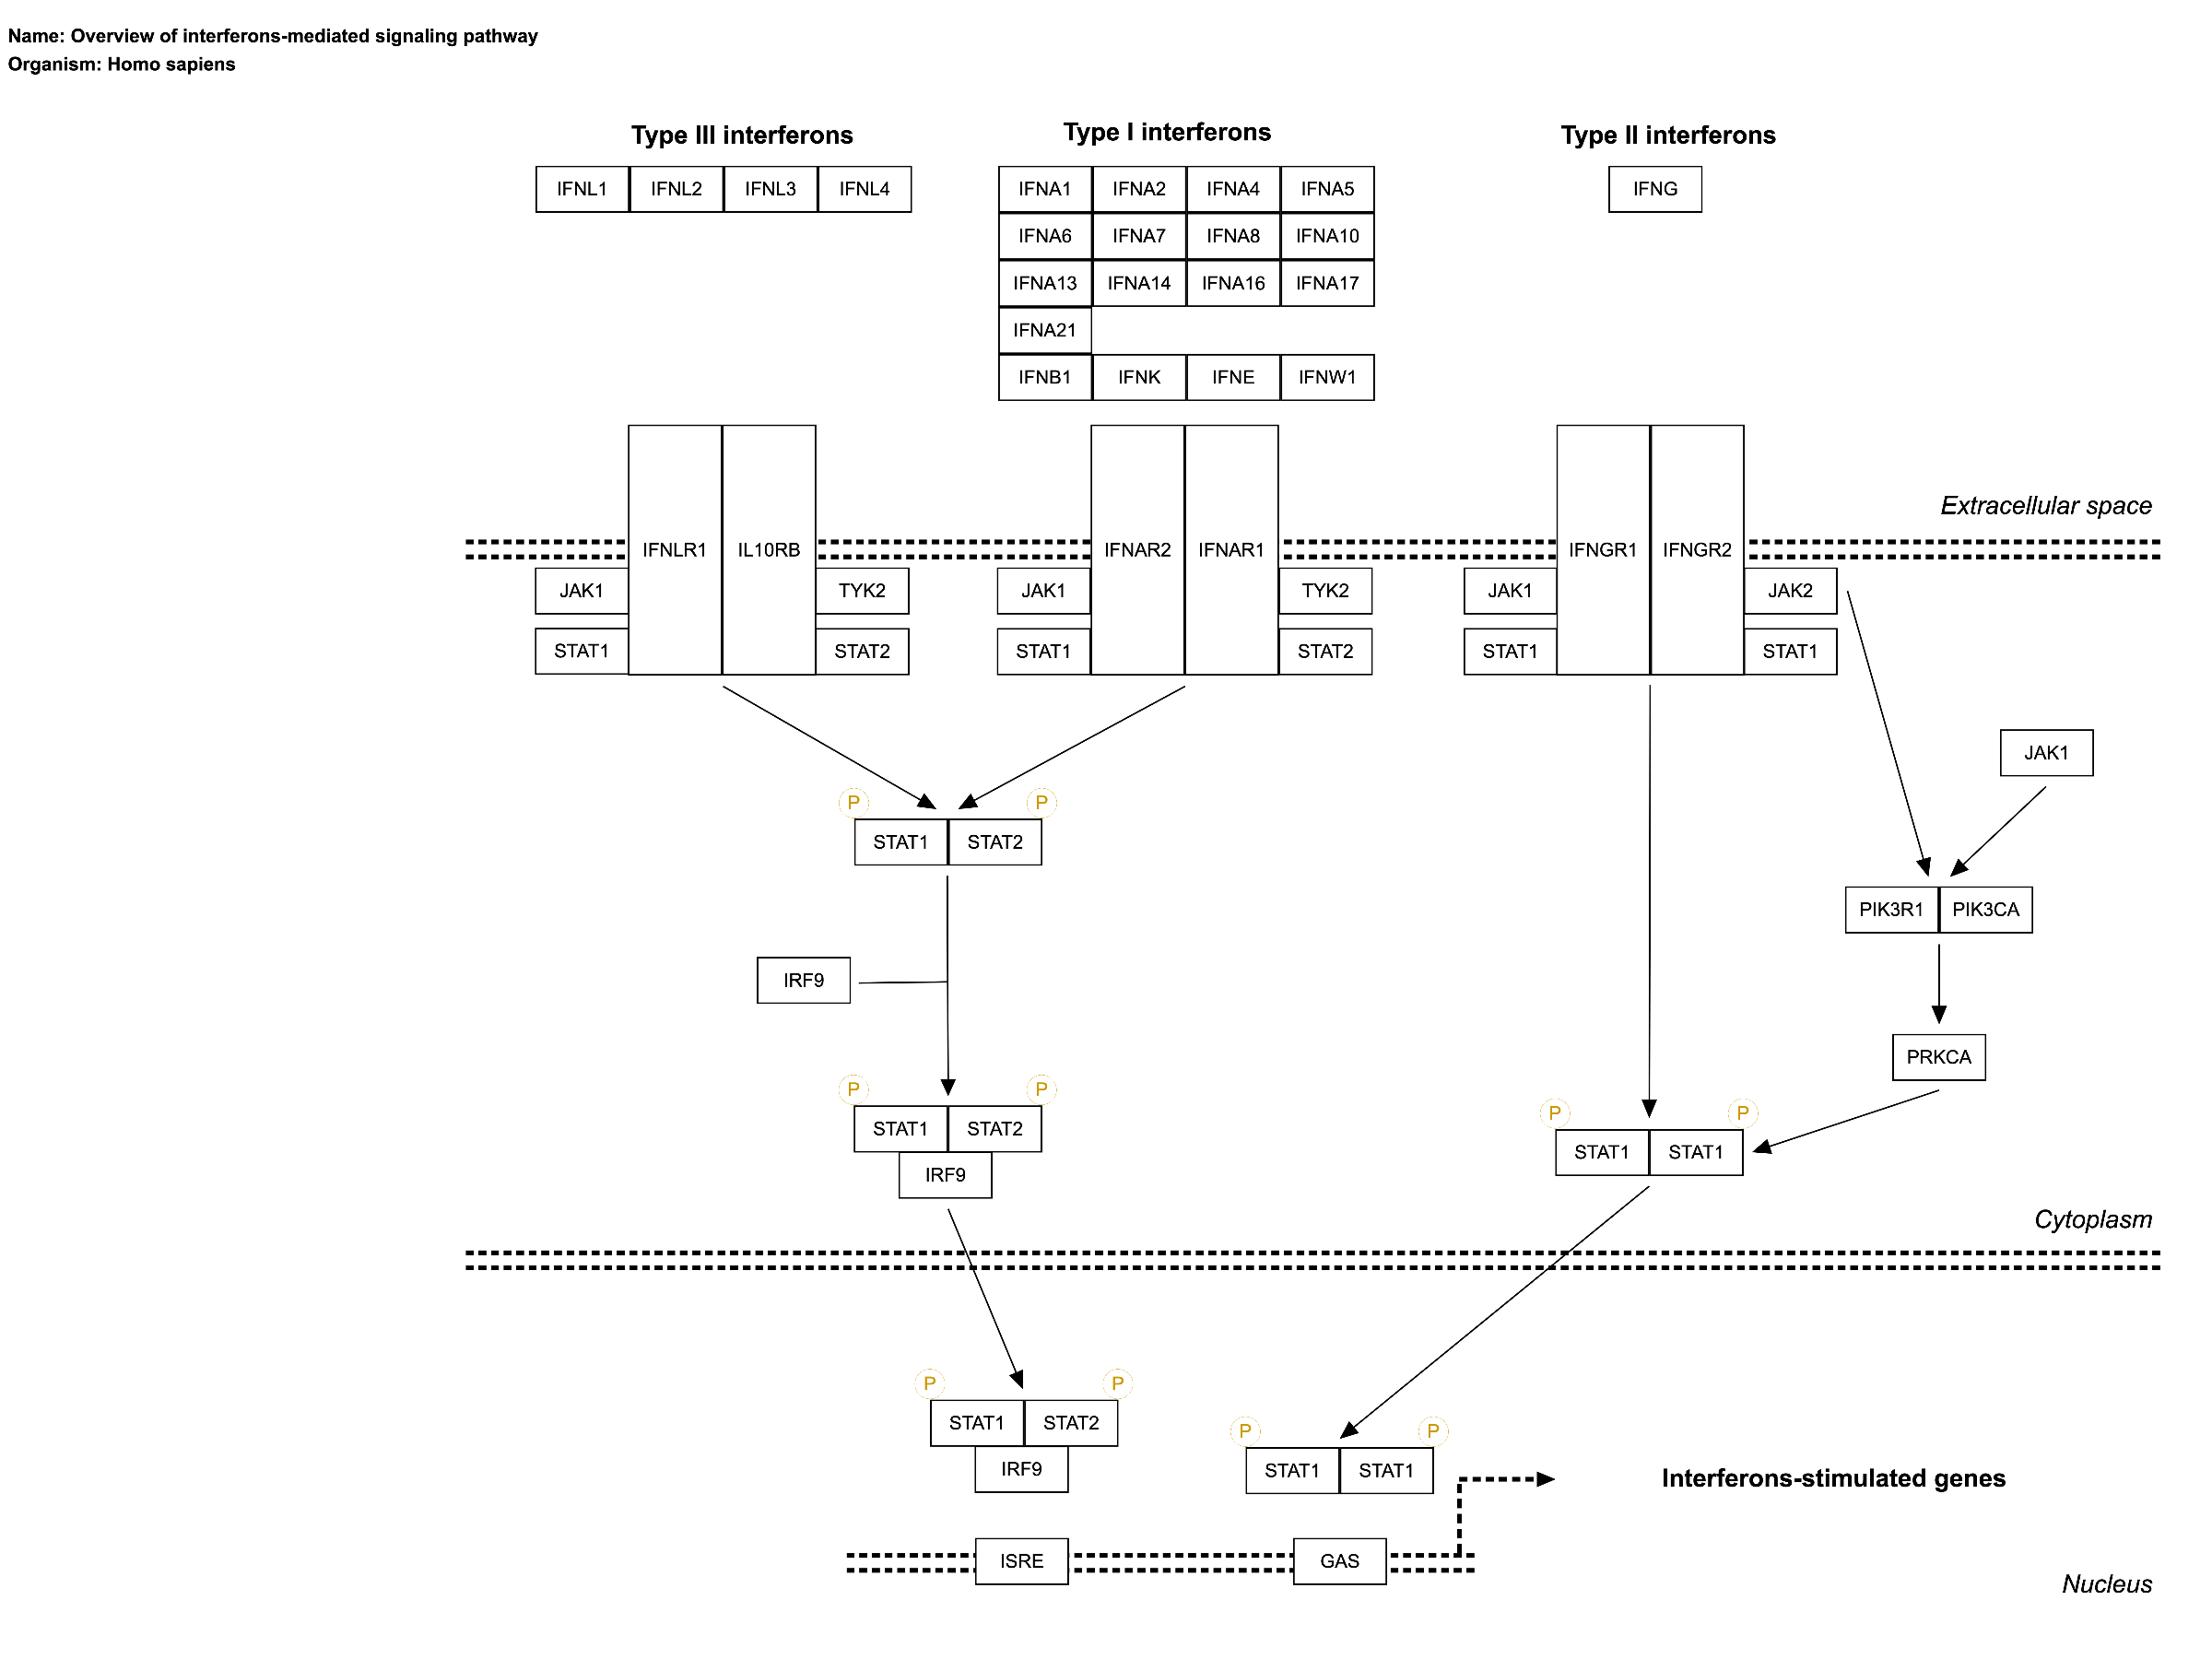 Name: Overview of interferons-mediated signaling pathway
Organism: Homo sapiens
Type III interferons Type I interferons Type II interferons
IFNL1 IFNL2 IFNL3 IFNL4 IFNA1 IFNA2 IFNA4 IFNA5 IFNG
IFNA6 IFNA7 IFNA8 IFNA10
IFNA13 IFNA14 IFNA16 IFNA17
IFNA21
IFNB1 IFNK IFNE IFNW1
Extracellular space
IFNLR1 IL10RB IFNAR2 IFNAR1 IFNGR1 IFNGR2
JAK1 TYK2 JAK1 TYK2 JAK1 JAK2
STAT1 STAT2 STAT1 STAT2 STAT1 STAT1
JAK1
P P
STAT1 STAT2
PIK3R1 PIK3CA
IRF9
PRKCA
P P
P P
STAT1 STAT2
STAT1 STAT1
IRF9
Cytoplasm
P P
STAT1 STAT2
P P
IRF9 STAT1 STAT1
Interferons-stimulated genes
ISRE GAS
Nucleus